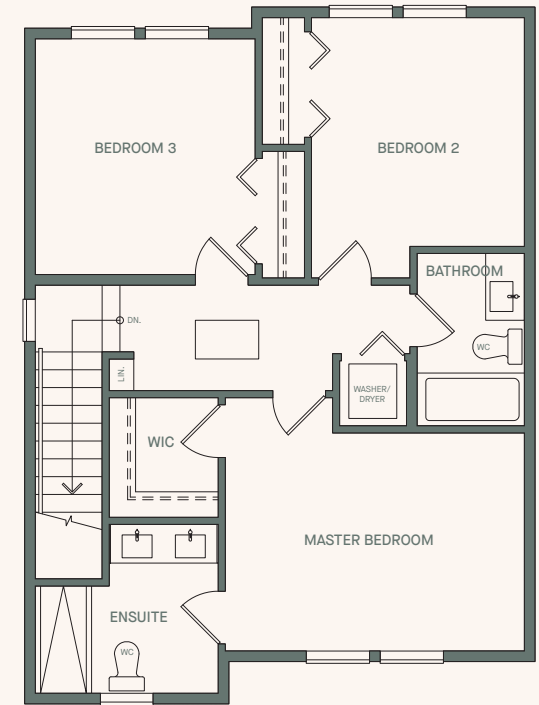 BEDROOM 3
BEDROOM 2
BATHROOM
DN.
WC
LIN.
WASHER/
DRYER
WIC
MASTER BEDROOM
ENSUITE
WC